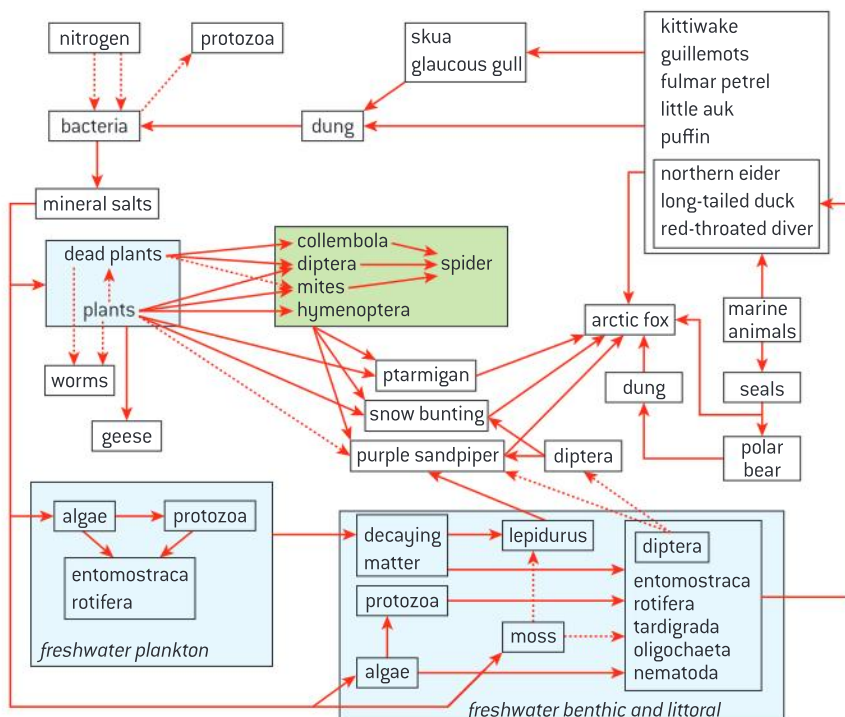 nitrogen
protozoa
skua
glaucous gull
kittiwake
guillemots
fulmar petrel
little auk
puffin
bacteria
dung
northern eider
long-tailed duck
red-throated diver
mineral salts
dead plants
plants
collembola
diptera
mites
hymenoptera
spider
arctic fox
marine
animals
worms
ptarmigan
dung
seals
snow bunting
geese
purple sandpiper
diptera
polar
bear
algae
protozoa
entomostraca
rotifera
freshwater plankton
decaying
matter
lepidurus
diptera
entomostraca
rotifera
tardigrada
oligochaeta
nematoda
protozoa
moss
algae
freshwater benthic and littoral